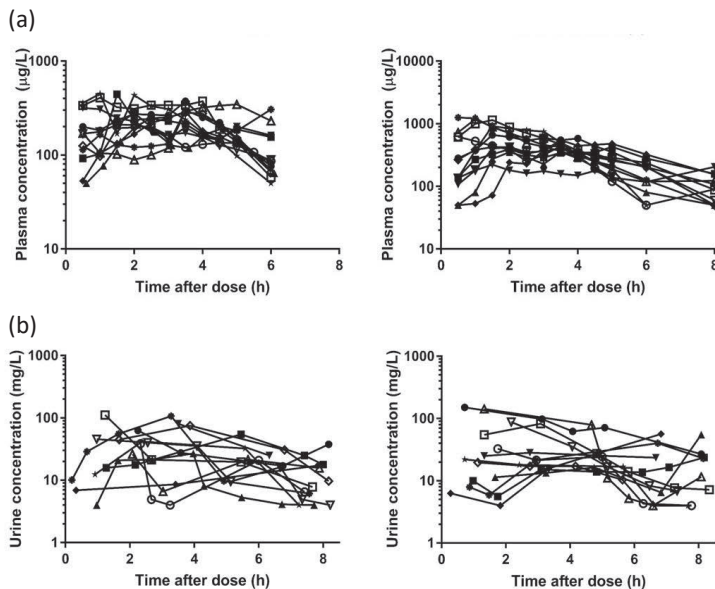 (a)
Plasma concentration (μg/L)
1000
100
10
0 2 4 6 8
Time after dose (h)
Plasma concentration (μg/L)
10000
1000
100
10
0 2 4 6 8
Time after dose (h)
(b)
Urine concentration (mg/L)
1000
100
10
1
0 2 4 6 8
Time after dose (h)
Urine concentration (mg/L)
1000
100
10
1
0 2 4 6 8
Time after dose (h)